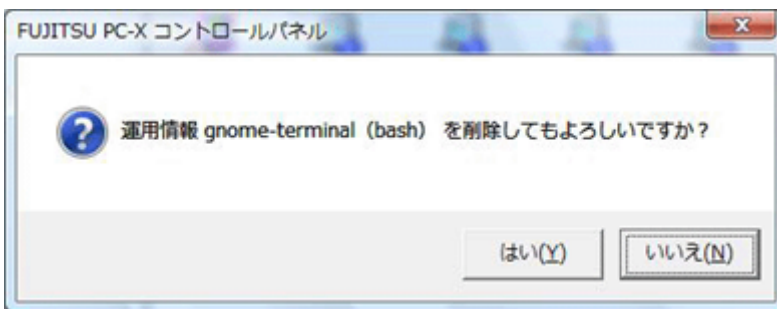 FUJITSU PC-X コントロールパネル
運用情報 gnome-terminal（bash） を削除してもよろしいですか？
はい(Y)
いいえ(N)